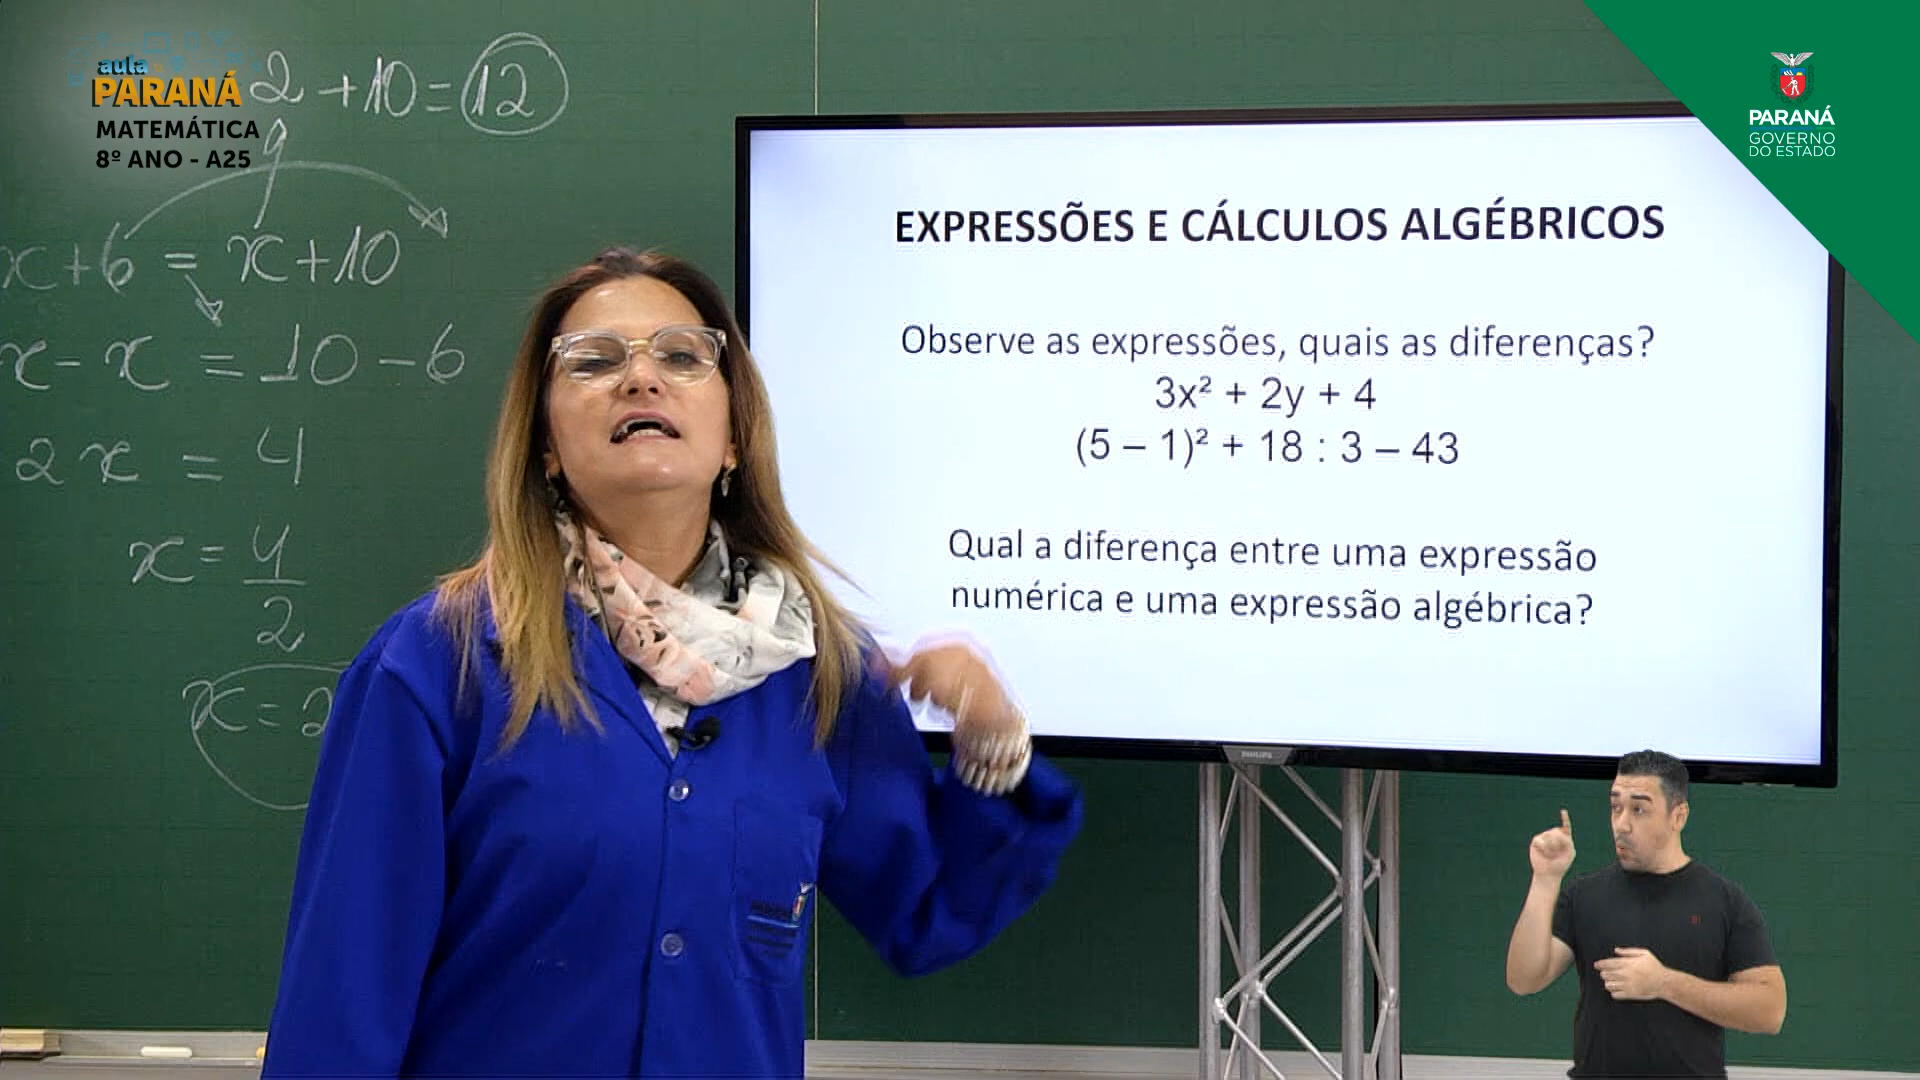 aula
PARANÁ
MATEMÁTICA
8º ANO - A25
2 + 10 = 12
x + 6 = x + 10
x - x = 10 - 6
2x = 4
x = 4
2
x = 2
EXPRESSÕES E CÁLCULOS ALGÉBRICOS
Observe as expressões, quais as diferenças?
3x² + 2y + 4
(5 – 1)² + 18 : 3 – 43
Qual a diferença entre uma expressão
numérica e uma expressão algébrica?
PARANÁ
GOVERNO
DO ESTADO
PHILIPS